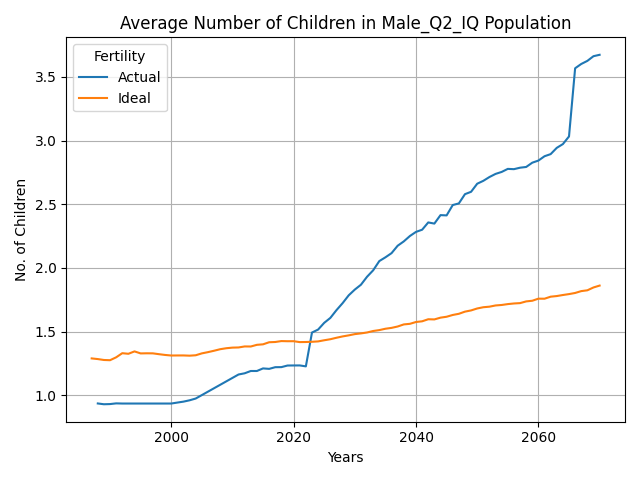 Average Number of Children in Male_Q2_IQ Population
Fertility
Actual
Ideal
No. of Children
3.5
3.0
2.5
2.0
1.5
1.0
2000
2020
2040
2060
Years